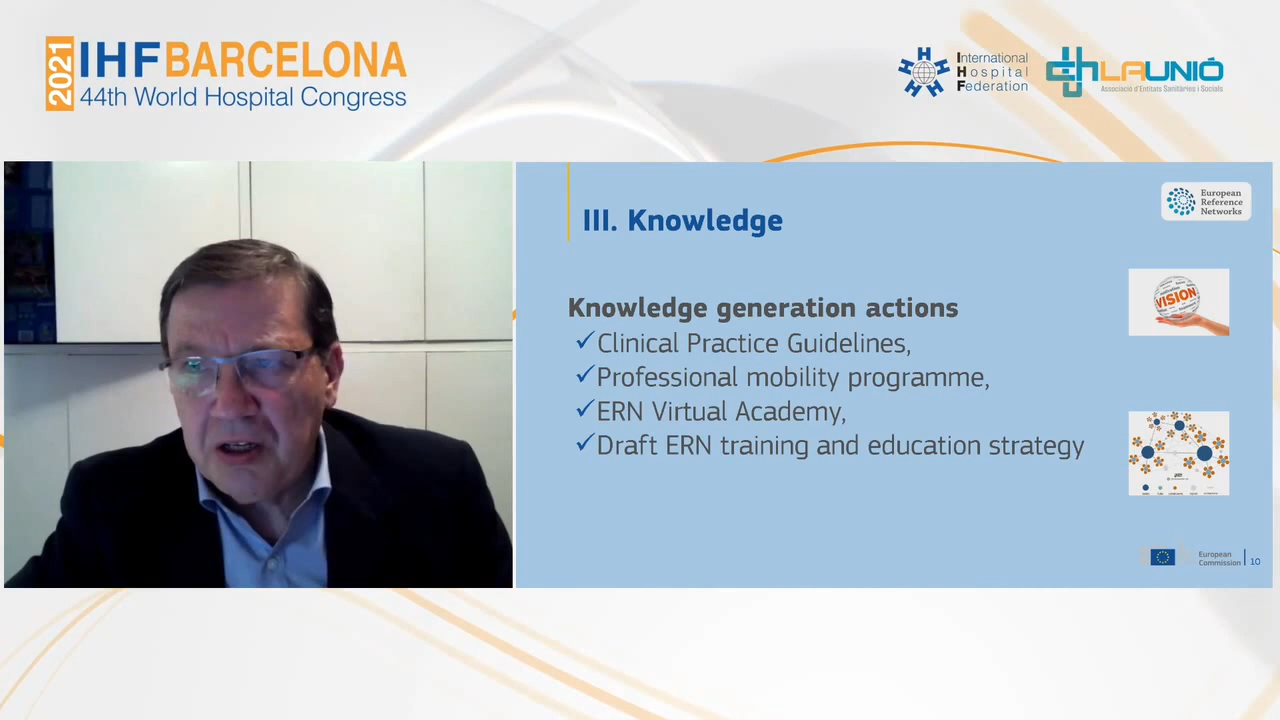 2021
IHF BARCELONA
44th World Hospital Congress
International
Hospital
Federation
LAUNIÓ
Associació d'Entitats Sanitàries i Socials
III. Knowledge
European
Reference
Networks
VISION
Knowledge generation actions
✓Clinical Practice Guidelines,
✓Professional mobility programme,
✓ERN Virtual Academy,
✓Draft ERN training and education strategy
European
Commission
10